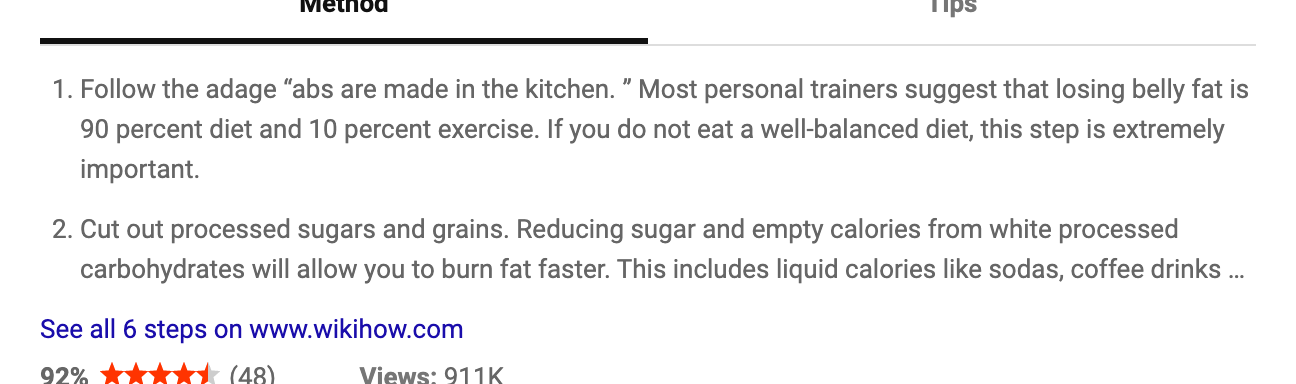 Method
Tips
1. Follow the adage “abs are made in the kitchen. ” Most personal trainers suggest that losing belly fat is
90 percent diet and 10 percent exercise. If you do not eat a well-balanced diet, this step is extremely
important.
2. Cut out processed sugars and grains. Reducing sugar and empty calories from white processed
carbohydrates will allow you to burn fat faster. This includes liquid calories like sodas, coffee drinks ...
See all 6 steps on www.wikihow.com
92% (48) Views: 911K